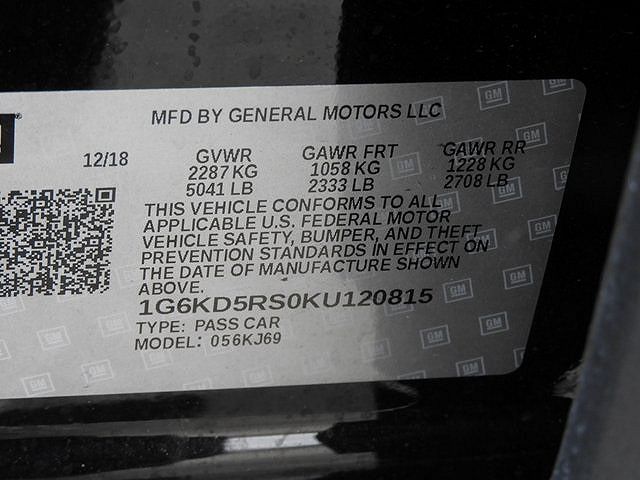 MFD BY GENERAL MOTORS LLC
12/18 GVWR GAWR FRT GAWR RR
2287 KG 1058 KG 1228 KG
5041 LB 2333 LB 2708 LB
THIS VEHICLE CONFORMS TO ALL
APPLICABLE U.S. FEDERAL MOTOR
VEHICLE SAFETY, BUMPER, AND THEFT
PREVENTION STANDARDS IN EFFECT ON
THE DATE OF MANUFACTURE SHOWN
ABOVE.
1G6KD5RS0KU120815
TYPE: PASS CAR
MODEL: 056KJ69